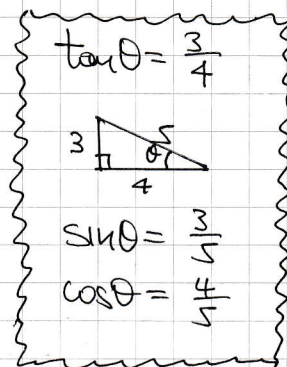 tanθ = 3/4
3
5
θ
4
sinθ = 3/5
cosθ = 4/5